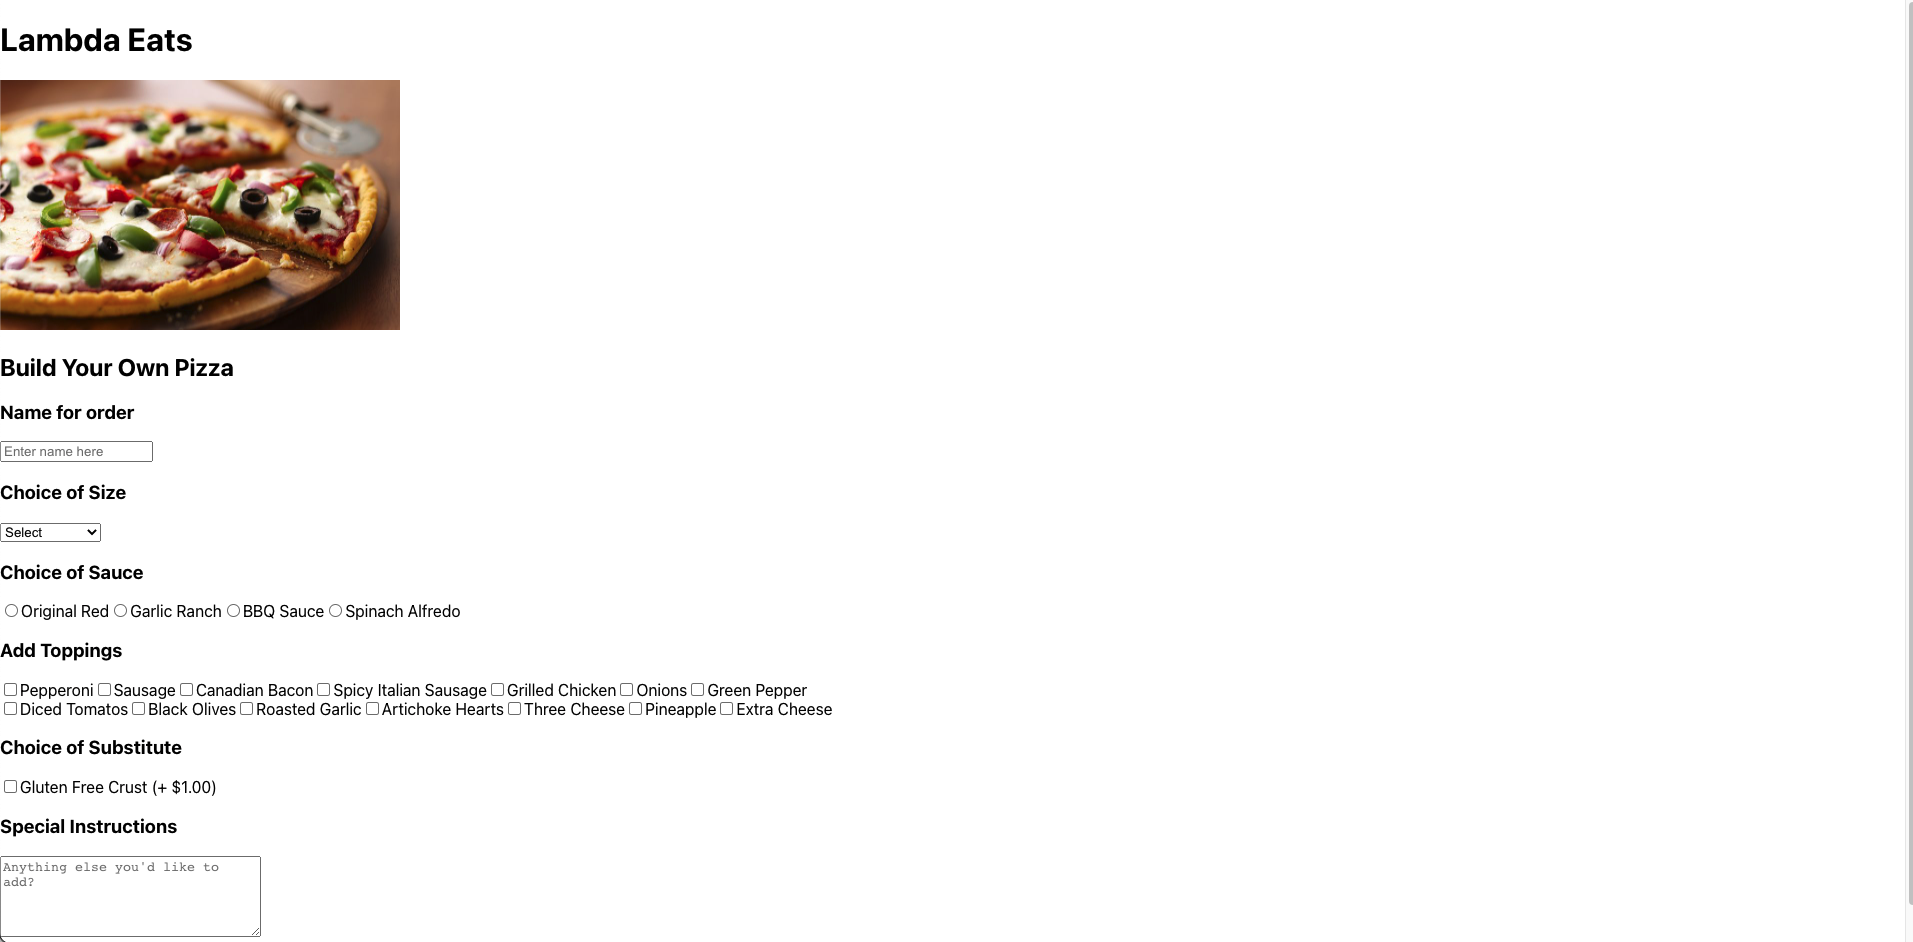 Lambda Eats
Build Your Own Pizza
Name for order
Enter name here
Choice of Size
Select
Choice of Sauce
Original Red Garlic Ranch BBQ Sauce Spinach Alfredo
Add Toppings
Pepperoni Sausage Canadian Bacon Spicy Italian Sausage Grilled Chicken Onions Green Pepper
Diced Tomatos Black Olives Roasted Garlic Artichoke Hearts Three Cheese Pineapple Extra Cheese
Choice of Substitute
Gluten Free Crust (+ $1.00)
Special Instructions
Anything else you'd like to
add?